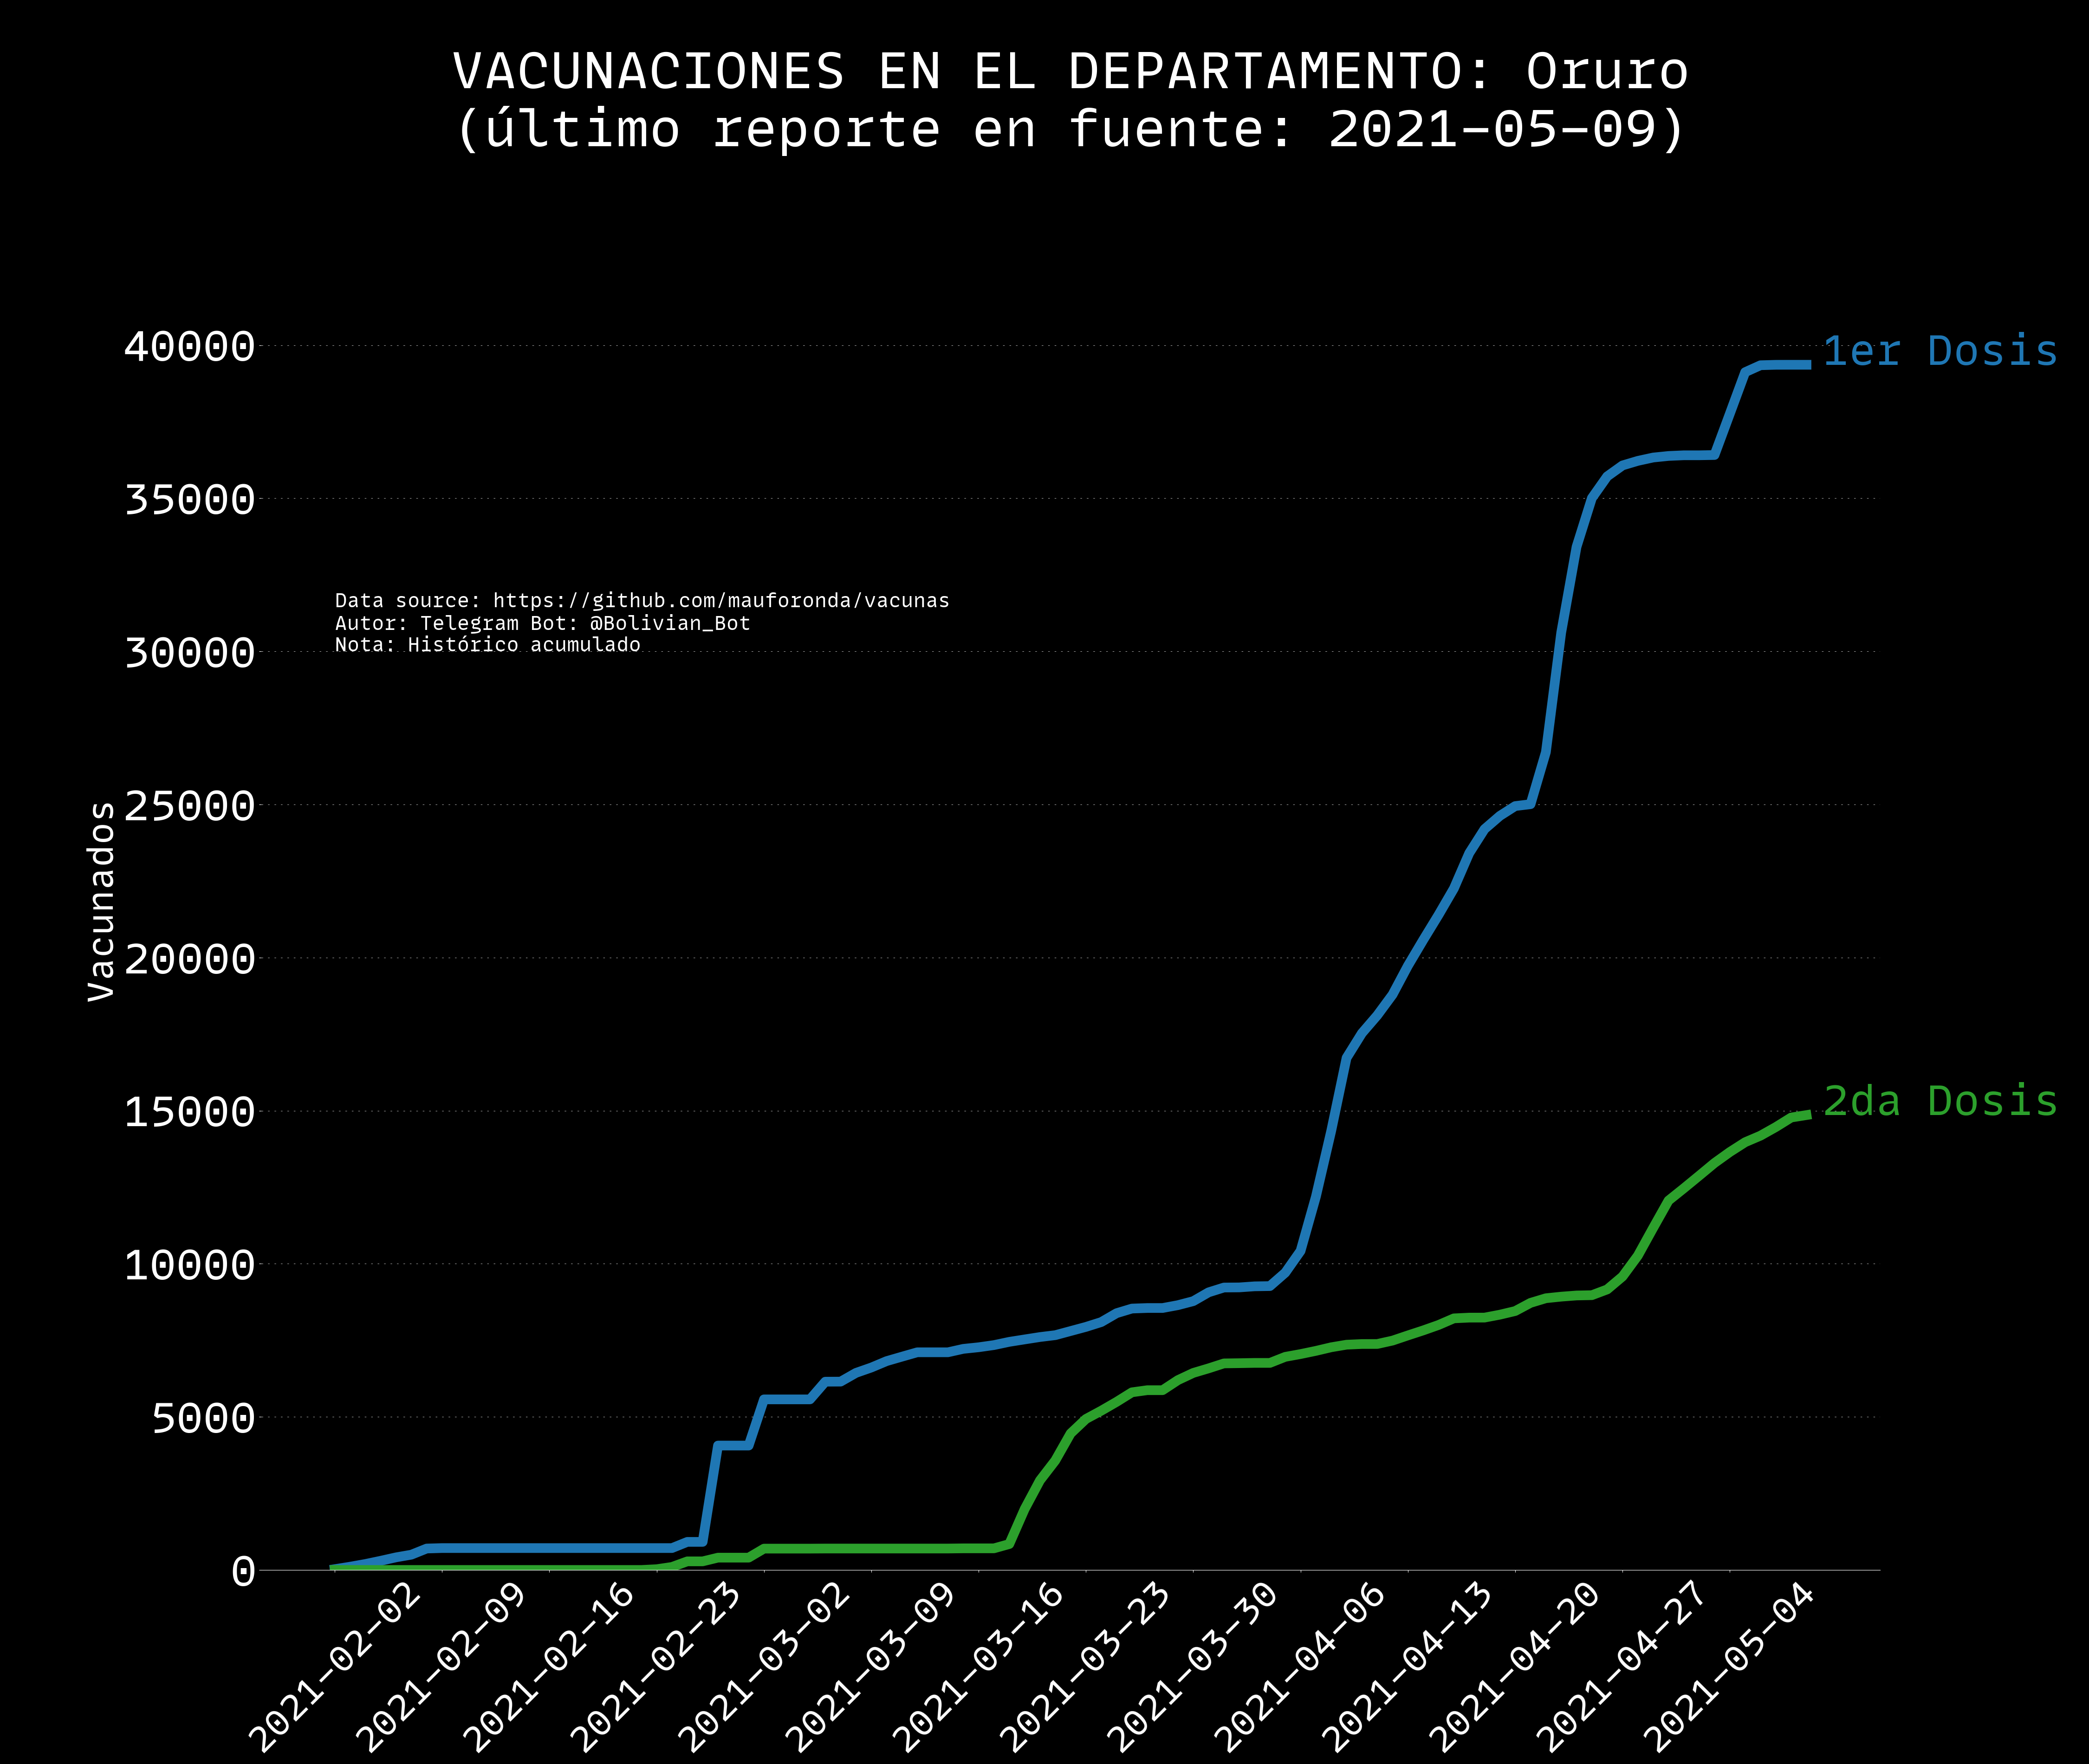 VACUNACIONES EN EL DEPARTAMENTO: Oruro
(último reporte en fuente: 2021-05-09)
40000
35000
30000
25000
20000
15000
10000
5000
0
Vacunados
Data source: https://github.com/mauforonda/vacunas
Autor: Telegram Bot: @Bolivian_Bot
Nota: Histórico acumulado
1er Dosis
2da Dosis
2021-02-02
2021-02-09
2021-02-16
2021-02-23
2021-03-02
2021-03-09
2021-03-16
2021-03-23
2021-03-30
2021-04-06
2021-04-13
2021-04-20
2021-04-27
2021-05-04